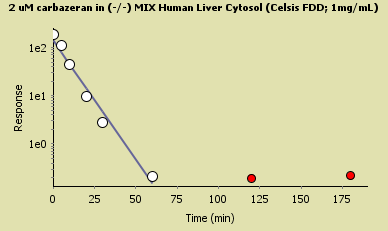 2 uM carbazeran in (-/-) MIX Human Liver Cytosol (Celsis FDD; 1mg/mL)
Response
1e2
1e1
1e0
0 25 50 75 100 125 150 175
Time (min)